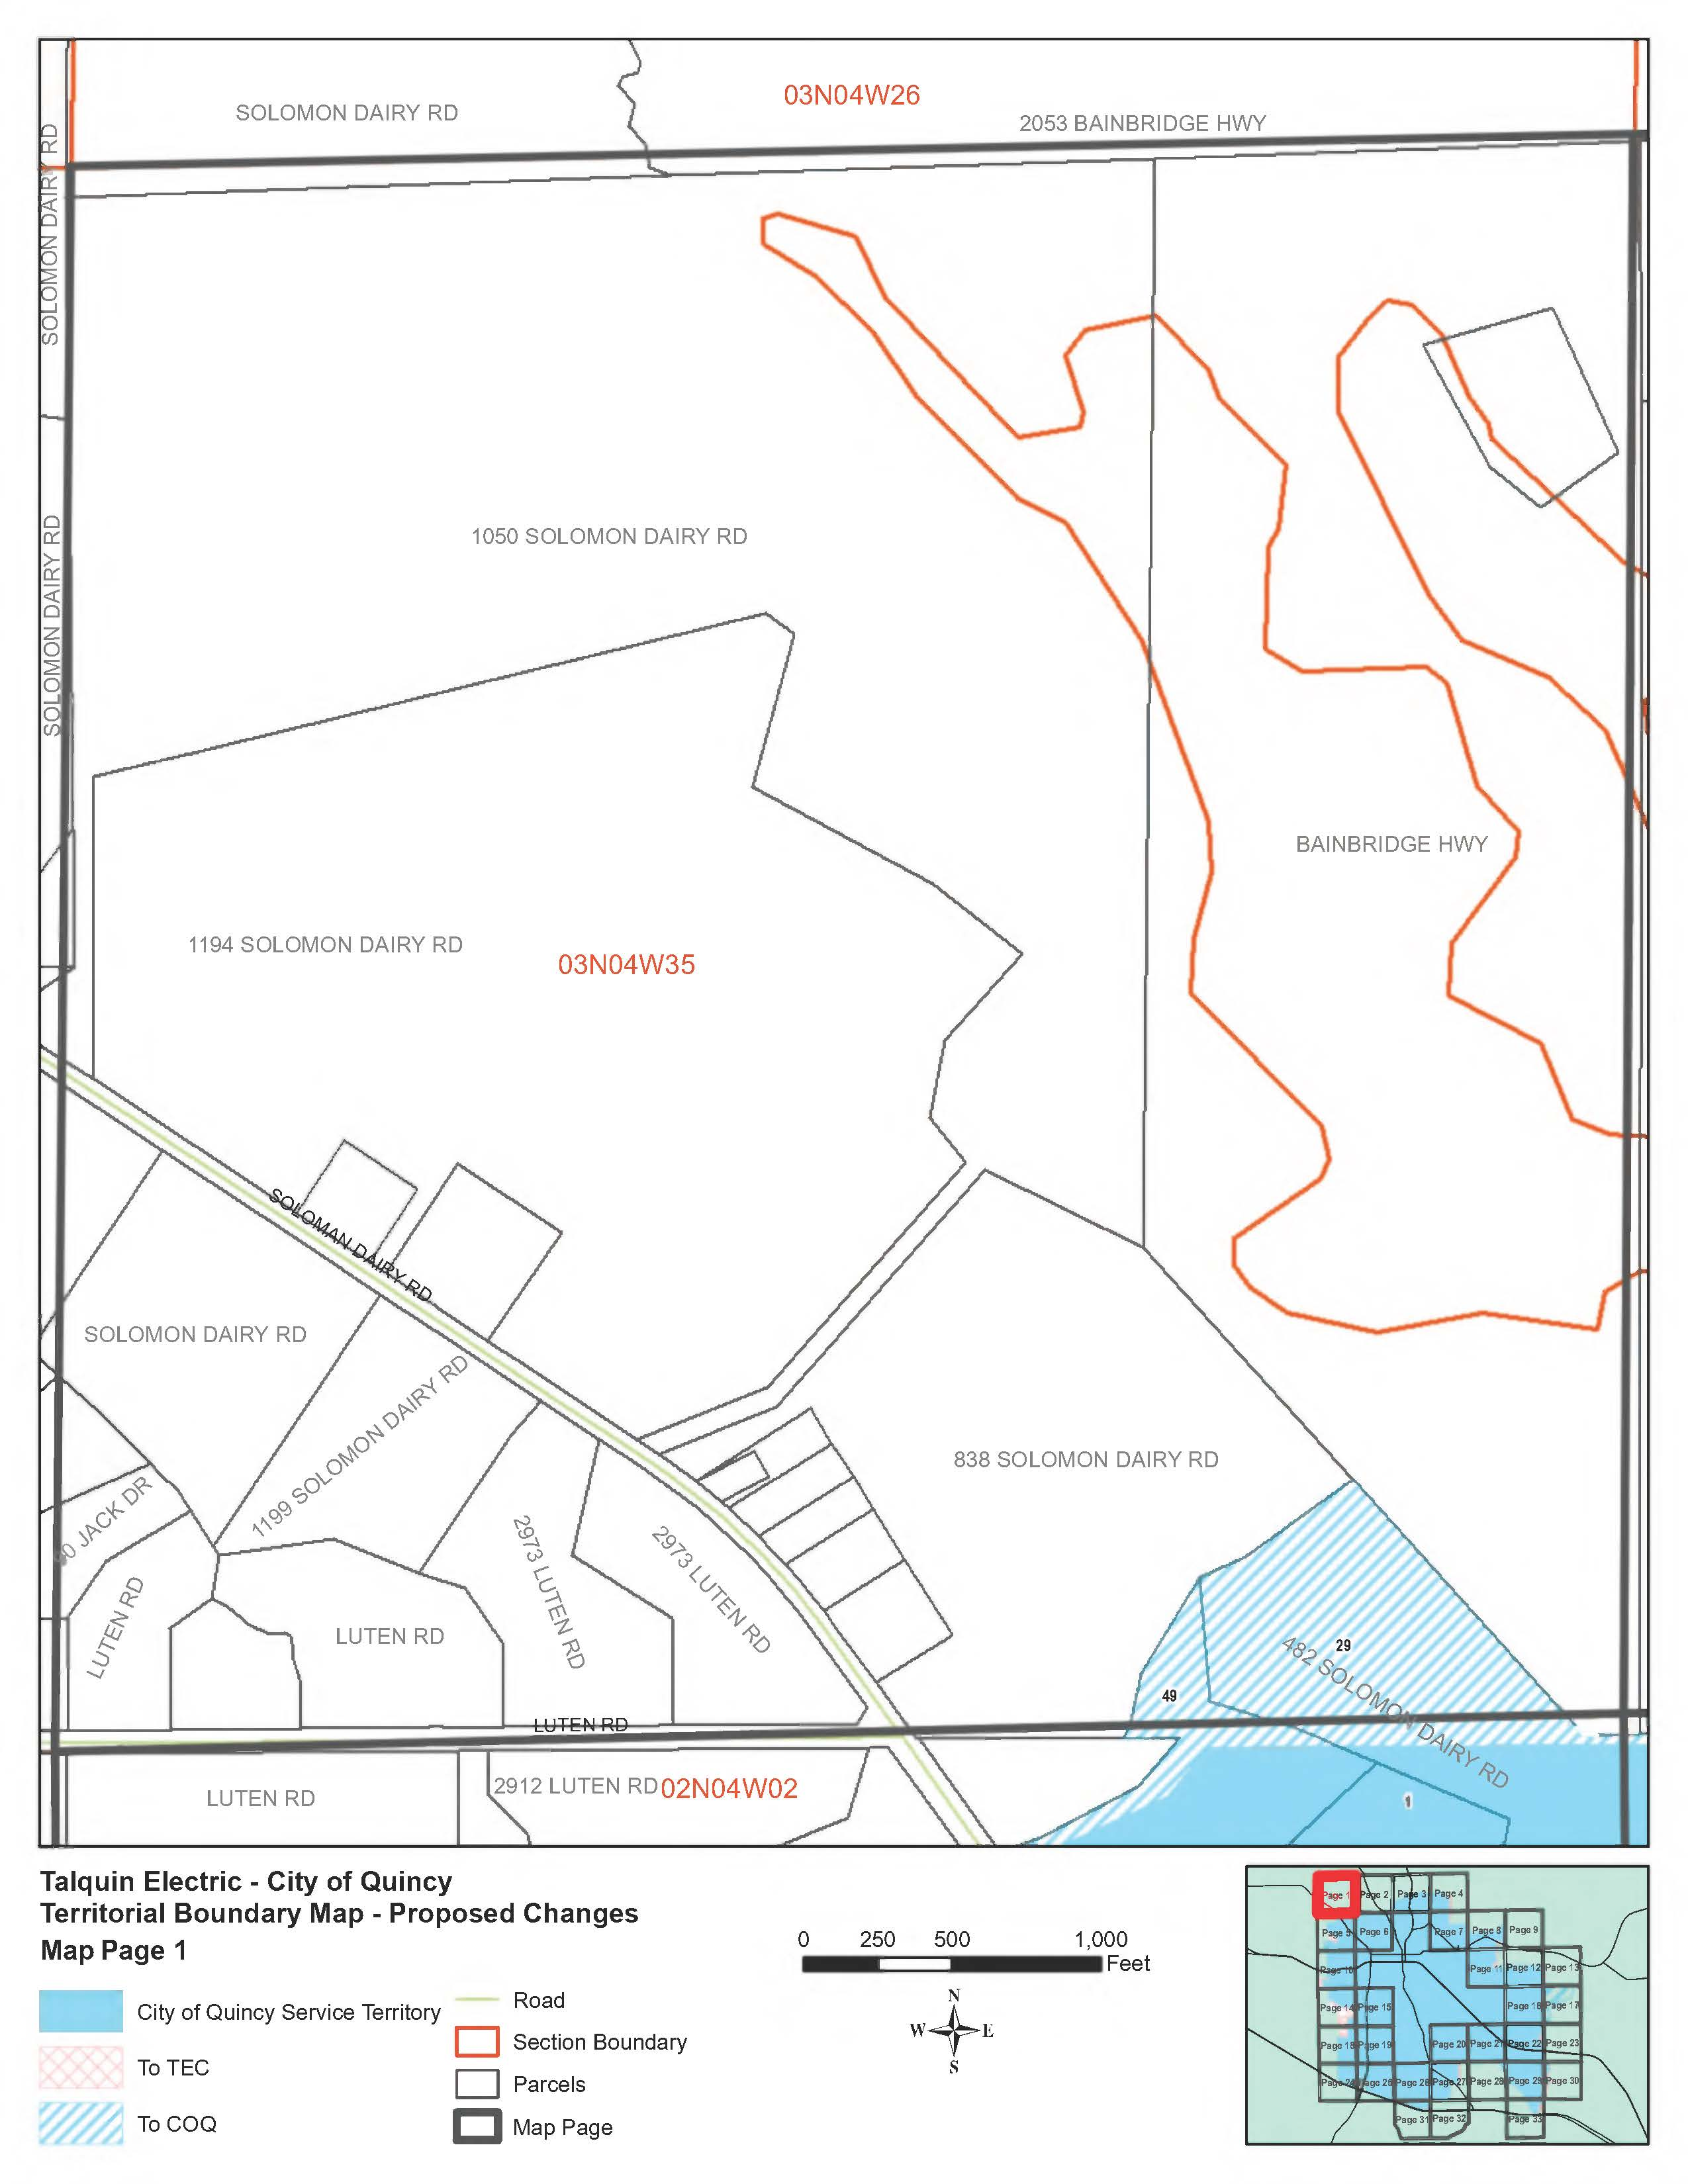 03N04W26
SOLOMON DAIRY RD
2053 BAINBRIDGE HWY
SOLOMON DAIRY RD
1050 SOLOMON DAIRY RD
SOLOMON DAIRY RD
BAINBRIDGE HWY
1194 SOLOMON DAIRY RD
03N04W35
SOLOMAN DAIRY RD
SOLOMON DAIRY RD
1199 SOLOMON DAIRY RD
838 SOLOMON DAIRY RD
0 JACK DR
2973 LUTEN RD
2973 LUTEN RD
LUTEN RD
LUTEN RD
29
482 SOLOMON DAIRY RD
49
LUTEN RD
2912 LUTEN RD
02N04W02
LUTEN RD
1
Talquin Electric - City of Quincy
Territorial Boundary Map - Proposed Changes
Map Page 1
City of Quincy Service Territory
To TEC
To COQ
Road
Section Boundary
Parcels
Map Page
0 250 500 1,000
Feet
N
W E
S
Page 1 Page 2 Page 3 Page 4
Page 5 Page 6 Page 7 Page 8 Page 9
Page 10 Page 11 Page 12 Page 13
Page 14 Page 15 Page 16 Page 17
Page 18 Page 19 Page 20 Page 21 Page 22 Page 23
Page 24 Page 25 Page 26 Page 27 Page 28 Page 29 Page 30
Page 31 Page 32 Page 33